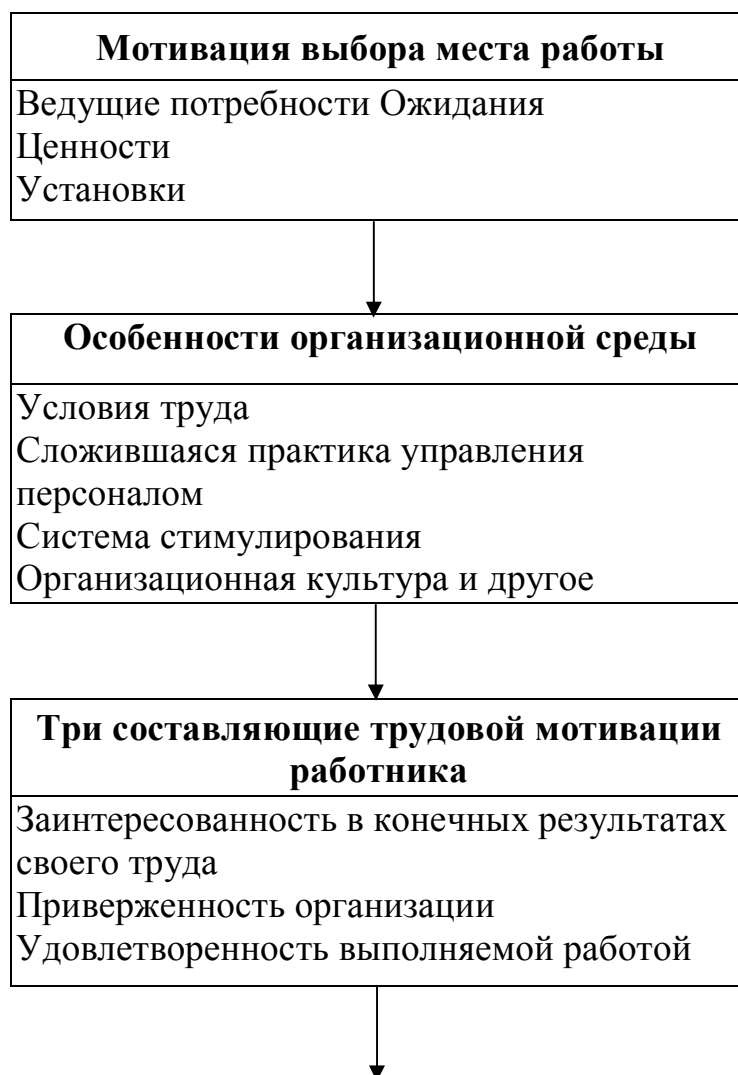 Мотивация выбора места работы
Ведущие потребности Ожидания
Ценности
Установки
Особенности организационной среды
Условия труда
Сложившаяся практика управления
персоналом
Система стимулирования
Организационная культура и другое
Три составляющие трудовой мотивации
работника
Заинтересованность в конечных результатах
своего труда
Приверженность организации
Удовлетворенность выполняемой работой